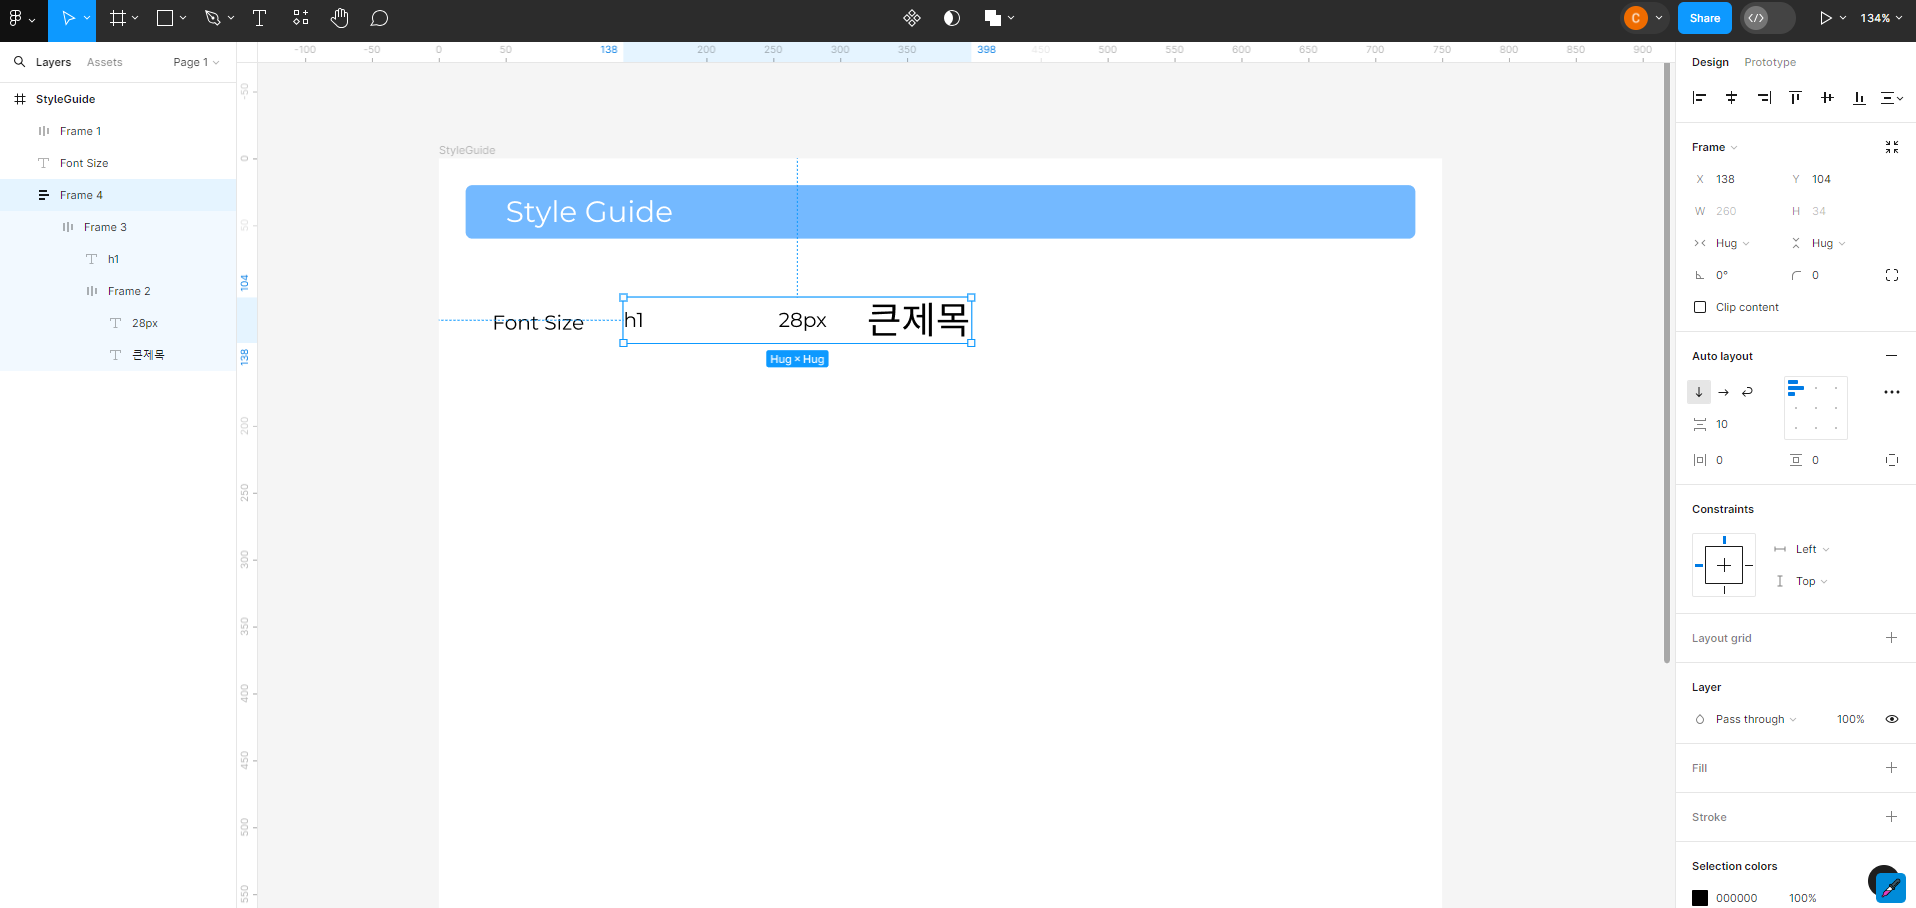 C
Share
134%
Layers
Assets
Page 1
StyleGuide
Frame 1
Font Size
Frame 4
Frame 3
h1
Frame 2
28px
큰제목
-100
-50
0
50
138
200
250
300
350
398
450
500
550
600
650
700
750
800
850
900
-50
0
50
104
138
200
250
300
350
400
450
500
550
StyleGuide
Style Guide
Font Size
h1
28px
큰제목
Hug × Hug
Design
Prototype
Frame
X 138
Y 104
W 260
H 34
Hug
Hug
0°
0
Clip content
Auto layout
10
0
0
Constraints
Left
Top
Layout grid
Layer
Pass through
100%
Fill
Stroke
Selection colors
000000
100%